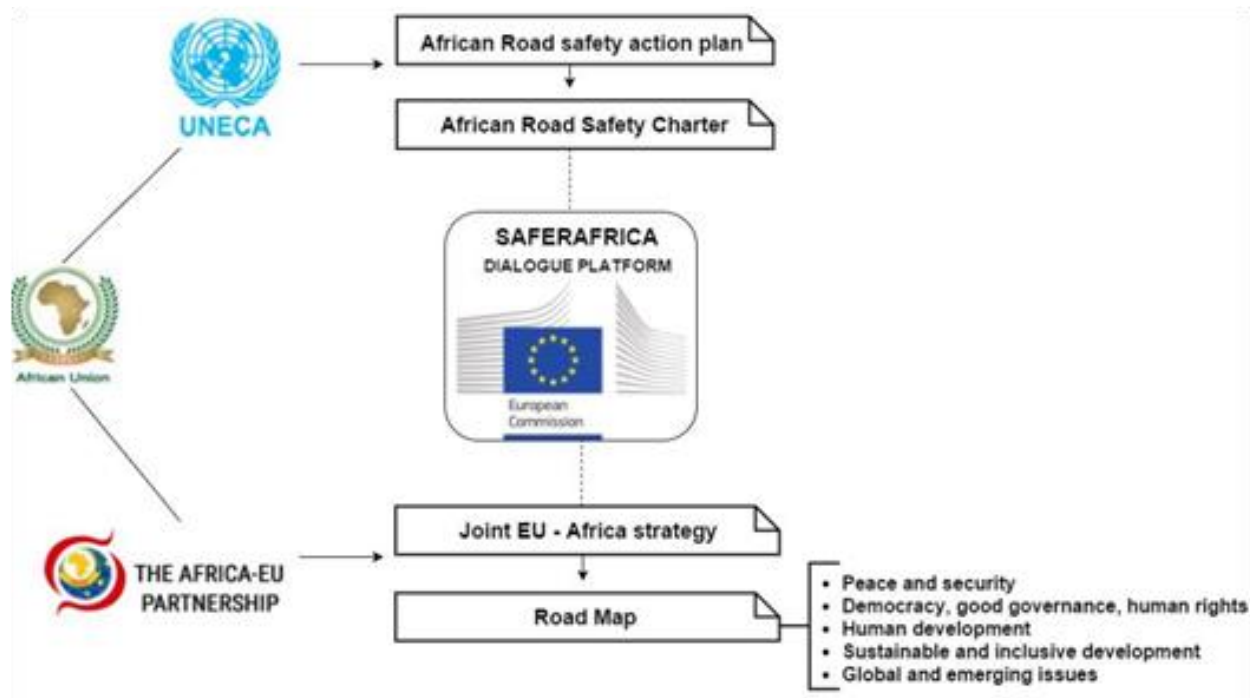 African Road safety action plan
UNECA
African Road Safety Charter
SAFERAFRICA
DIALOGUE PLATFORM
European
Commission
African Union
Joint EU - Africa strategy
THE AFRICA-EU
PARTNERSHIP
Road Map
• Peace and security
• Democracy, good governance, human rights
• Human development
• Sustainable and inclusive development
• Global and emerging issues